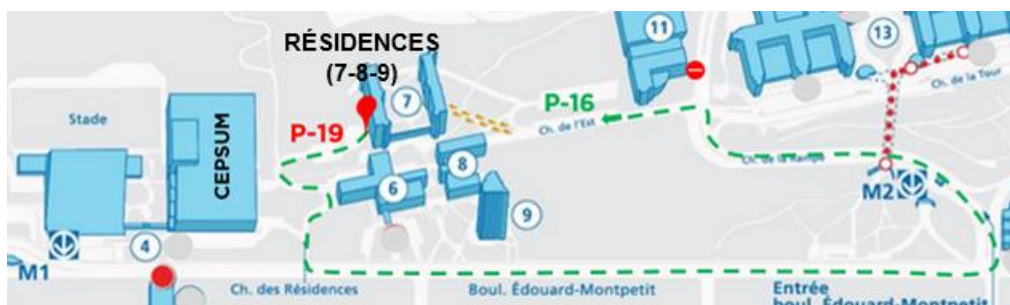 RÉSIDENCES
(7-8-9)
11
13
Stade
CEPSUM
P-19
7
P-16
Ch. de l'Est
Ch. de la Tour
Ch. de la Rampe
8
6
9
M2
4
M1
Ch. des Résidences
Boul. Édouard-Montpetit
Entrée
boul. Édouard-Montpetit